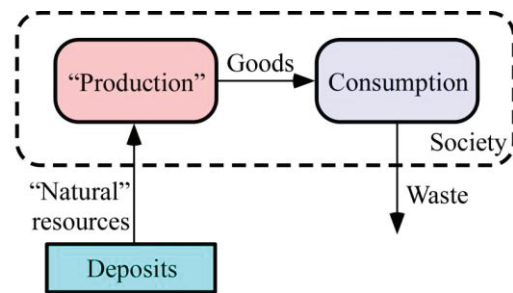 “Production”
Goods
Consumption
Society
“Natural”
resources
Waste
Deposits